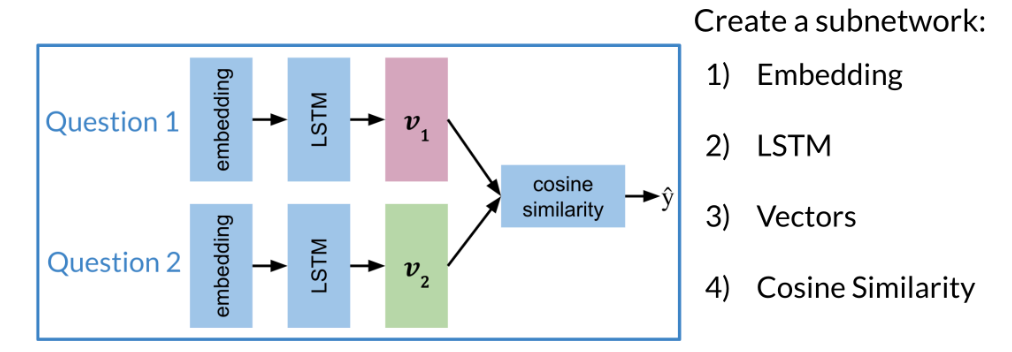 Create a subnetwork:
Question 1
embedding
LSTM
v1
Question 2
embedding
LSTM
v2
cosine
similarity
ŷ
1) Embedding
2) LSTM
3) Vectors
4) Cosine Similarity